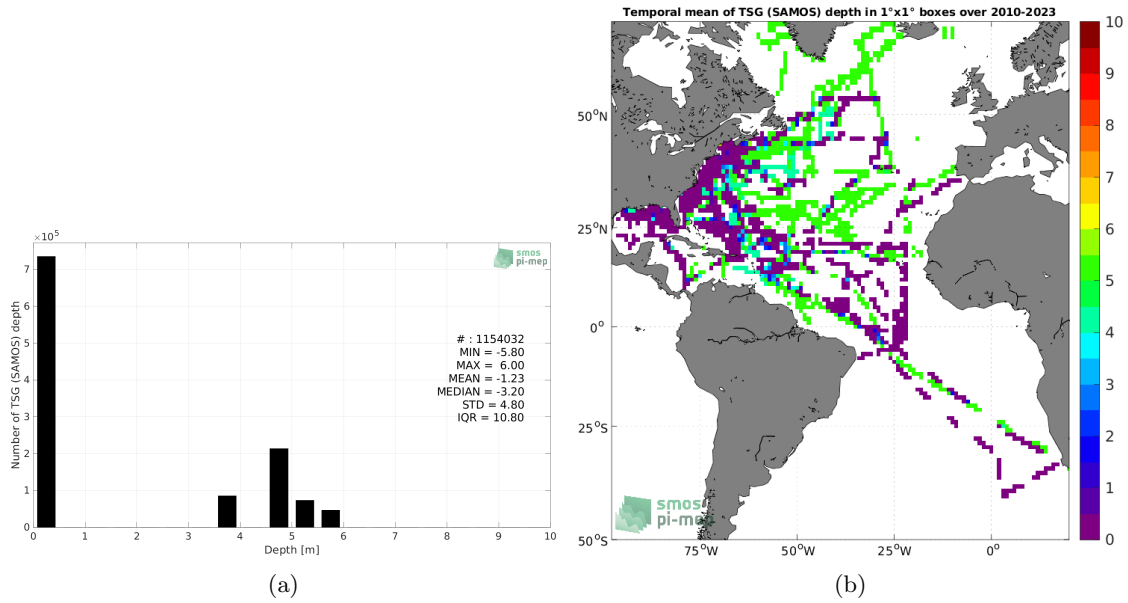 ×10⁵
7
6
5
4
3
2
1
0
Number of TSG (SAMOS) depth
smos
pi-mep
# : 1154032
MIN = -5.80
MAX = 6.00
MEAN = -1.23
MEDIAN = -3.20
STD = 4.80
IQR = 10.80
0 1 2 3 4 5 6 7 8 9 10
Depth [m]
(a)
Temporal mean of TSG (SAMOS) depth in 1°x1° boxes over 2010-2023
50°N
25°N
0°
25°S
50°S
75°W 50°W 25°W 0°
smos
pi-mep
10
9
8
7
6
5
4
3
2
1
0
(b)